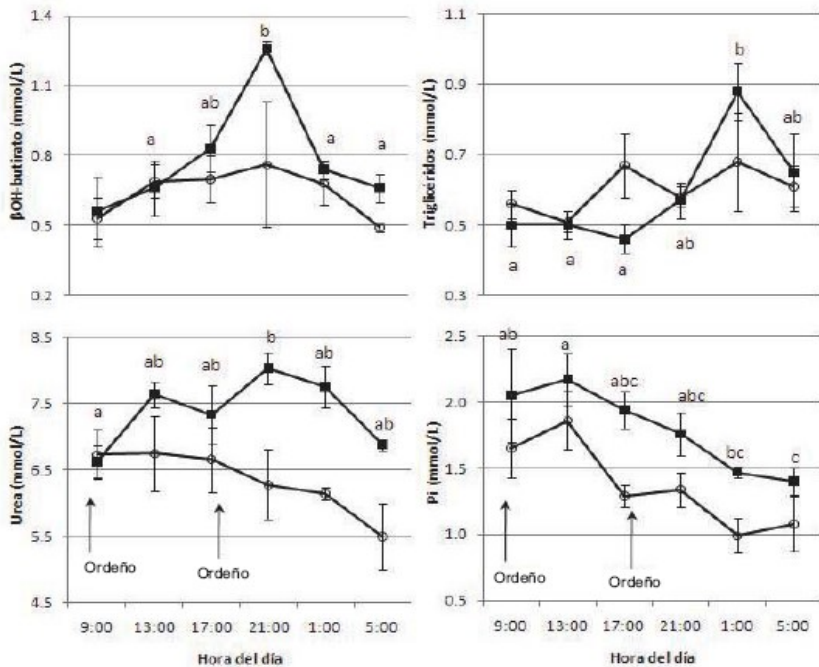 βOH-butirato (mmol/L)
1.4
1.1
0.8
0.5
0.2
a
ab
b
a
a
Triglicéridos (mmol/L)
1.1
0.9
0.7
0.5
0.3
a
a
a
ab
b
ab
Urea (mmol/L)
8.5
7.5
6.5
5.5
4.5
a
ab
ab
b
ab
ab
Ordeño
Ordeño
9:00 13:00 17:00 21:00 1:00 5:00
Hora del día
Pi (mmol/L)
2.5
2.0
1.5
1.0
0.5
ab
a
abc
abc
bc
c
Ordeño
Ordeño
9:00 13:00 17:00 21:00 1:00 5:00
Hora del día